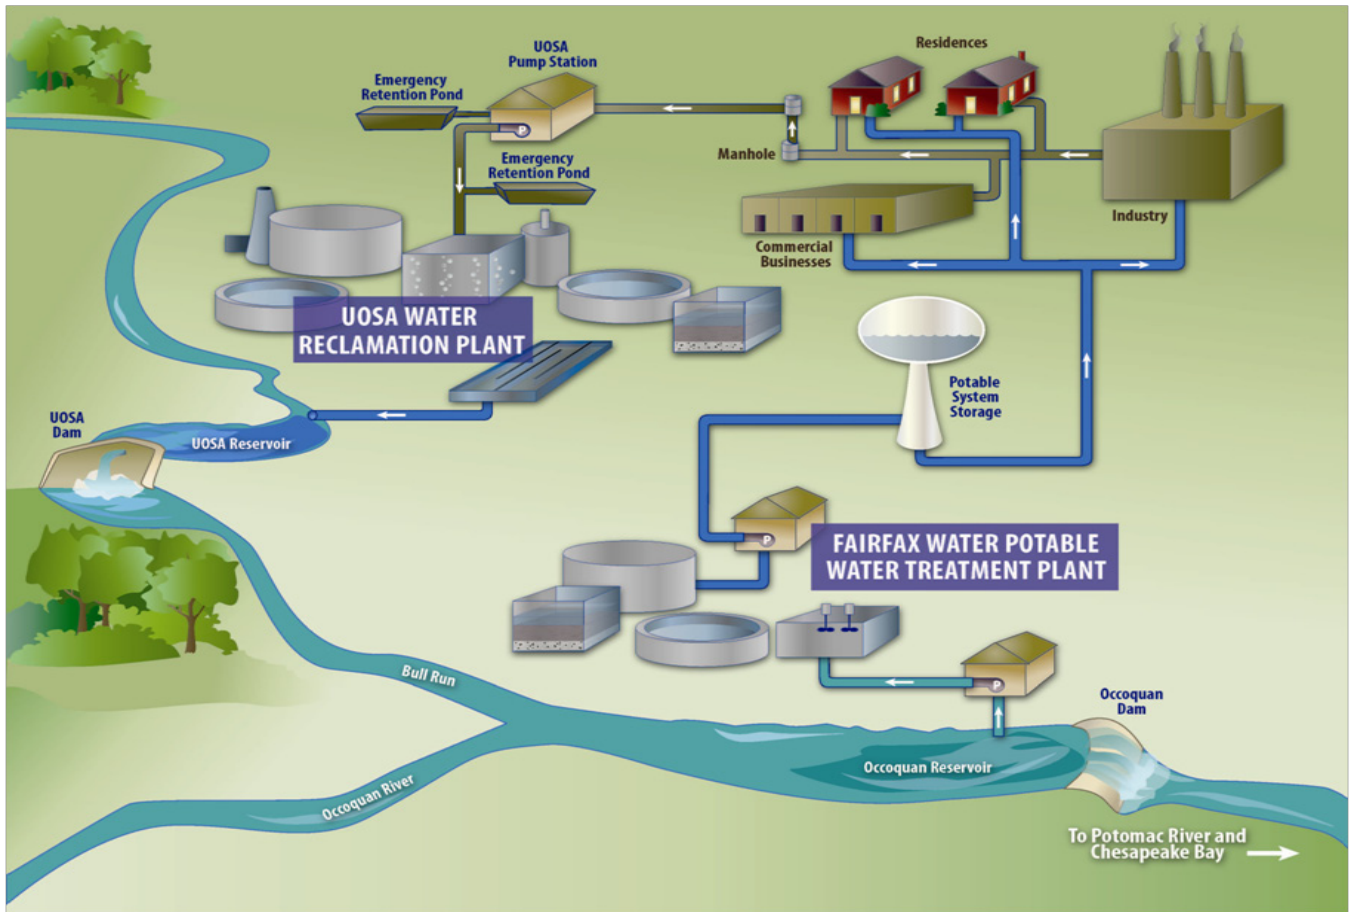 UOSA
Pump Station
Residences
Emergency
Retention Pond
P
Manhole
Emergency
Retention Pond
Industry
Commercial
Businesses
UOSA WATER
RECLAMATION PLANT
Potable
System
Storage
UOSA
Dam
UOSA Reservoir
P
FAIRFAX WATER POTABLE
WATER TREATMENT PLANT
Bull Run
P
Occoquan
Dam
Occoquan Reservoir
Occoquan River
To Potomac River and
Chesapeake Bay